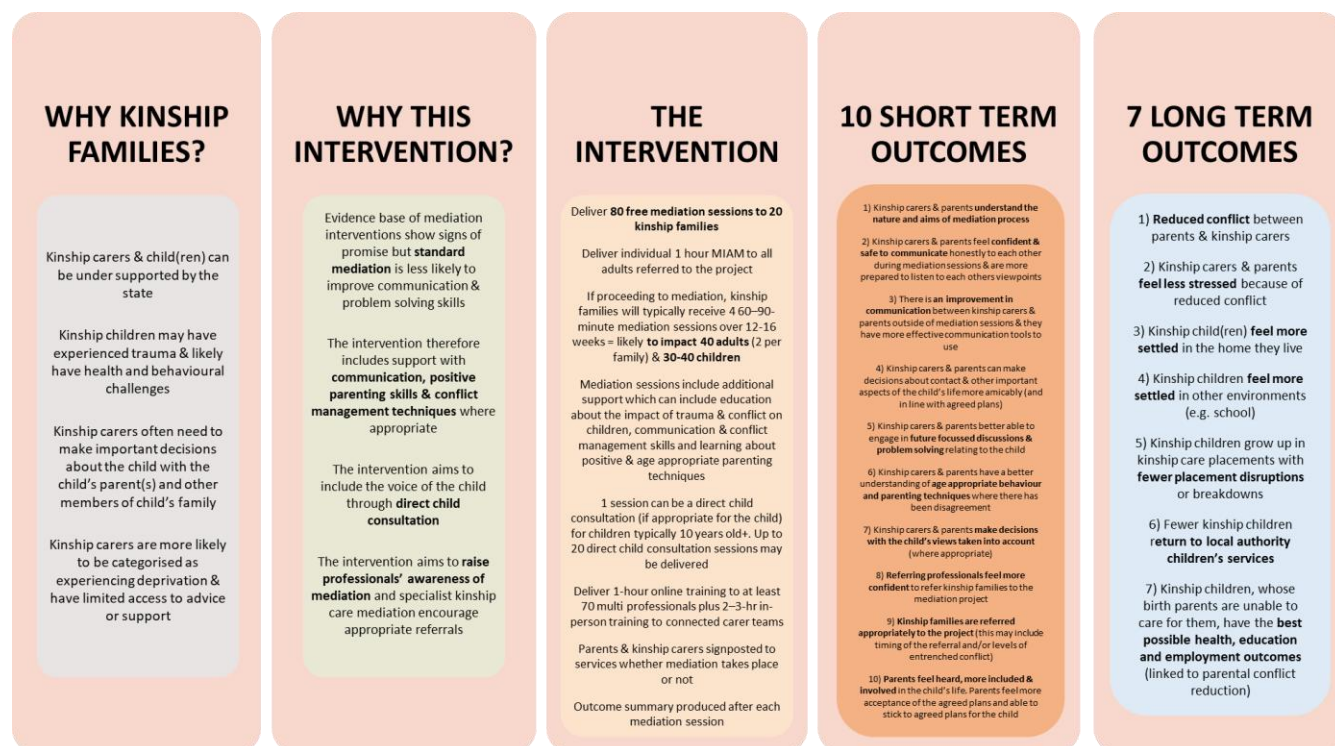 WHY KINSHIP
FAMILIES?
Kinship carers & child(ren) can
be under supported by the
state
Kinship children may have
experienced trauma & likely
have health and behavioural
challenges
Kinship carers often need to
make important decisions
about the child with the
child's parent(s) and other
members of child's family
Kinship carers are more likely
to be categorised as
experiencing deprivation &
have limited access to advice
or support
WHY THIS
INTERVENTION?
Evidence base of mediation
interventions show signs of
promise but standard
mediation is less likely to
improve communication &
problem solving skills
The intervention therefore
includes support with
communication, positive
parenting skills & conflict
management techniques where
appropriate
The intervention aims to
include the voice of the child
through direct child
consultation
The intervention aims to raise
professionals' awareness of
mediation and specialist kinship
care mediation encourage
appropriate referrals
THE
INTERVENTION
Deliver 80 free mediation sessions to 20
kinship families
Deliver individual 1 hour MIAM to all
adults referred to the project
If proceeding to mediation, kinship
families will typically receive 4 60–90-
minute mediation sessions over 12-16
weeks = likely to impact 40 adults (2 per
family) & 30-40 children
Mediation sessions include additional
support which can include education
about the impact of trauma & conflict on
children, communication & conflict
management skills and learning about
positive & age appropriate parenting
techniques
1 session can be a direct child
consultation (if appropriate for the child)
for children typically 10 years old+. Up to
20 direct child consultation sessions may
be delivered
Deliver 1-hour online training to at least
70 multi professionals plus 2–3-hr in-
person training to connected carer teams
Parents & kinship carers signposted to
services whether mediation takes place
or not
Outcome summary produced after each
mediation session
10 SHORT TERM
OUTCOMES
1) Kinship carers & parents understand the
nature and aims of mediation process
2) Kinship carers & parents feel confident &
safe to communicate honestly to each other
during mediation sessions & are more
prepared to listen to each others viewpoints
3) There is an improvement in
communication between kinship carers &
parents outside of mediation sessions & they
have more effective communication tools to
use
4) Kinship carers & parents can make
decisions about contact & other important
aspects of the child's life more amicably (and
in line with agreed plans)
5) Kinship carers & parents better able to
engage in future focussed discussions &
problem solving relating to the child
6) Kinship carers & parents have a better
understanding of age appropriate behaviour
and parenting techniques where there has
been disagreement
7) Kinship carers & parents make decisions
with the child's views taken into account
(where appropriate)
8) Referring professionals feel more
confident to refer kinship families to the
mediation project
9) Kinship families are referred
appropriately to the project (this may include
timing of the referral and/or levels of
entrenched conflict)
10) Parents feel heard, more included &
involved in the child's life. Parents feel more
acceptance of the agreed plans and able to
stick to agreed plans for the child
7 LONG TERM
OUTCOMES
1) Reduced conflict between
parents & kinship carers
2) Kinship carers & parents
feel less stressed because of
reduced conflict
3) Kinship child(ren) feel more
settled in the home they live
4) Kinship children feel more
settled in other environments
(e.g. school)
5) Kinship children grow up in
kinship care placements with
fewer placement disruptions
or breakdowns
6) Fewer kinship children
return to local authority
children's services
7) Kinship children, whose
birth parents are unable to
care for them, have the best
possible health, education
and employment outcomes
(linked to parental conflict
reduction)